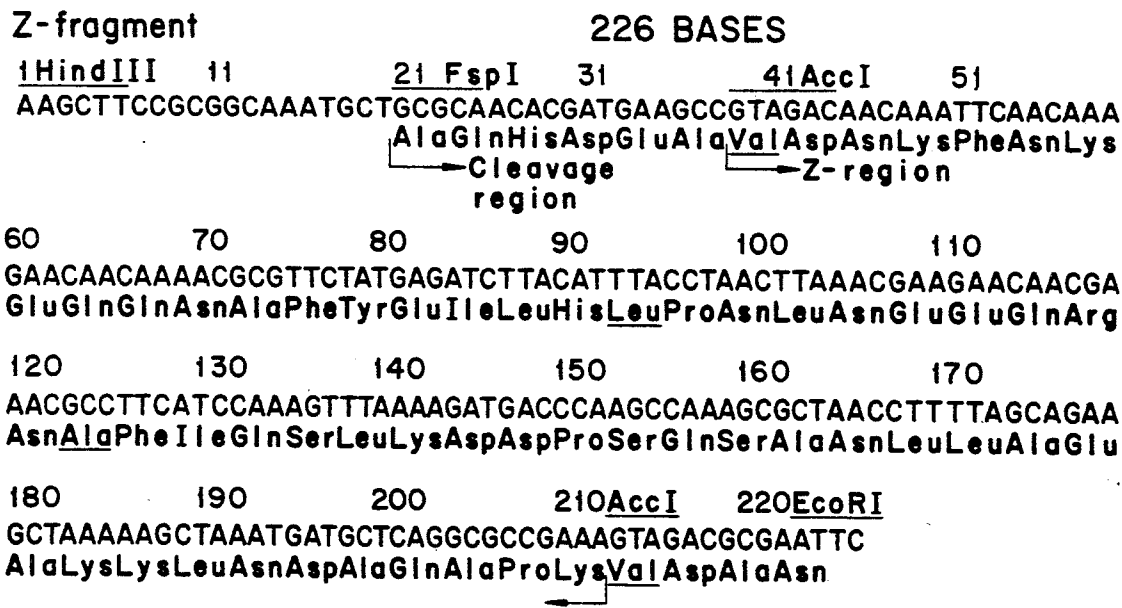 Z-fragment 226 BASES
1HindIII 11 21 FspI 31 41AccI 51
AAGCTTCCGCGGCAAATGCTGCGCAACACGATGAAGCCGTAGACAACAAATTCAACAAA
AlaGlnHisAspGluAlaValAspAsnLysPheAsnLys
Cleavage Z-region
region
60 70 80 90 100 110
GAACAACAAAACGCGTTCTATGAGATCTTACATTTACCTAACTTAAACGAAGAACAACGA
GluGlnGlnAsnAlaPheTyrGluIleLeuHisLeuProAsnLeuAsnGluGluGlnArg
120 130 140 150 160 170
AACGCCTTCATCCAAAGTTTAAAAGATGACCCAAGCCAAAGCGCTAACCTTTTAGCAGAA
AsnAlaPheIleGlnSerLeuLysAspAspProSerGlnSerAlaAsnLeuLeuAlaGlu
180 190 200 210AccI 220EcoRI
GCTAAAAAGCTAAATGATGCTCAGGCGCCGAAAGTAGACGCGAATTC
AlaLysLysLeuAsnAspAlaGlnAlaProLysValAspAlaAsn